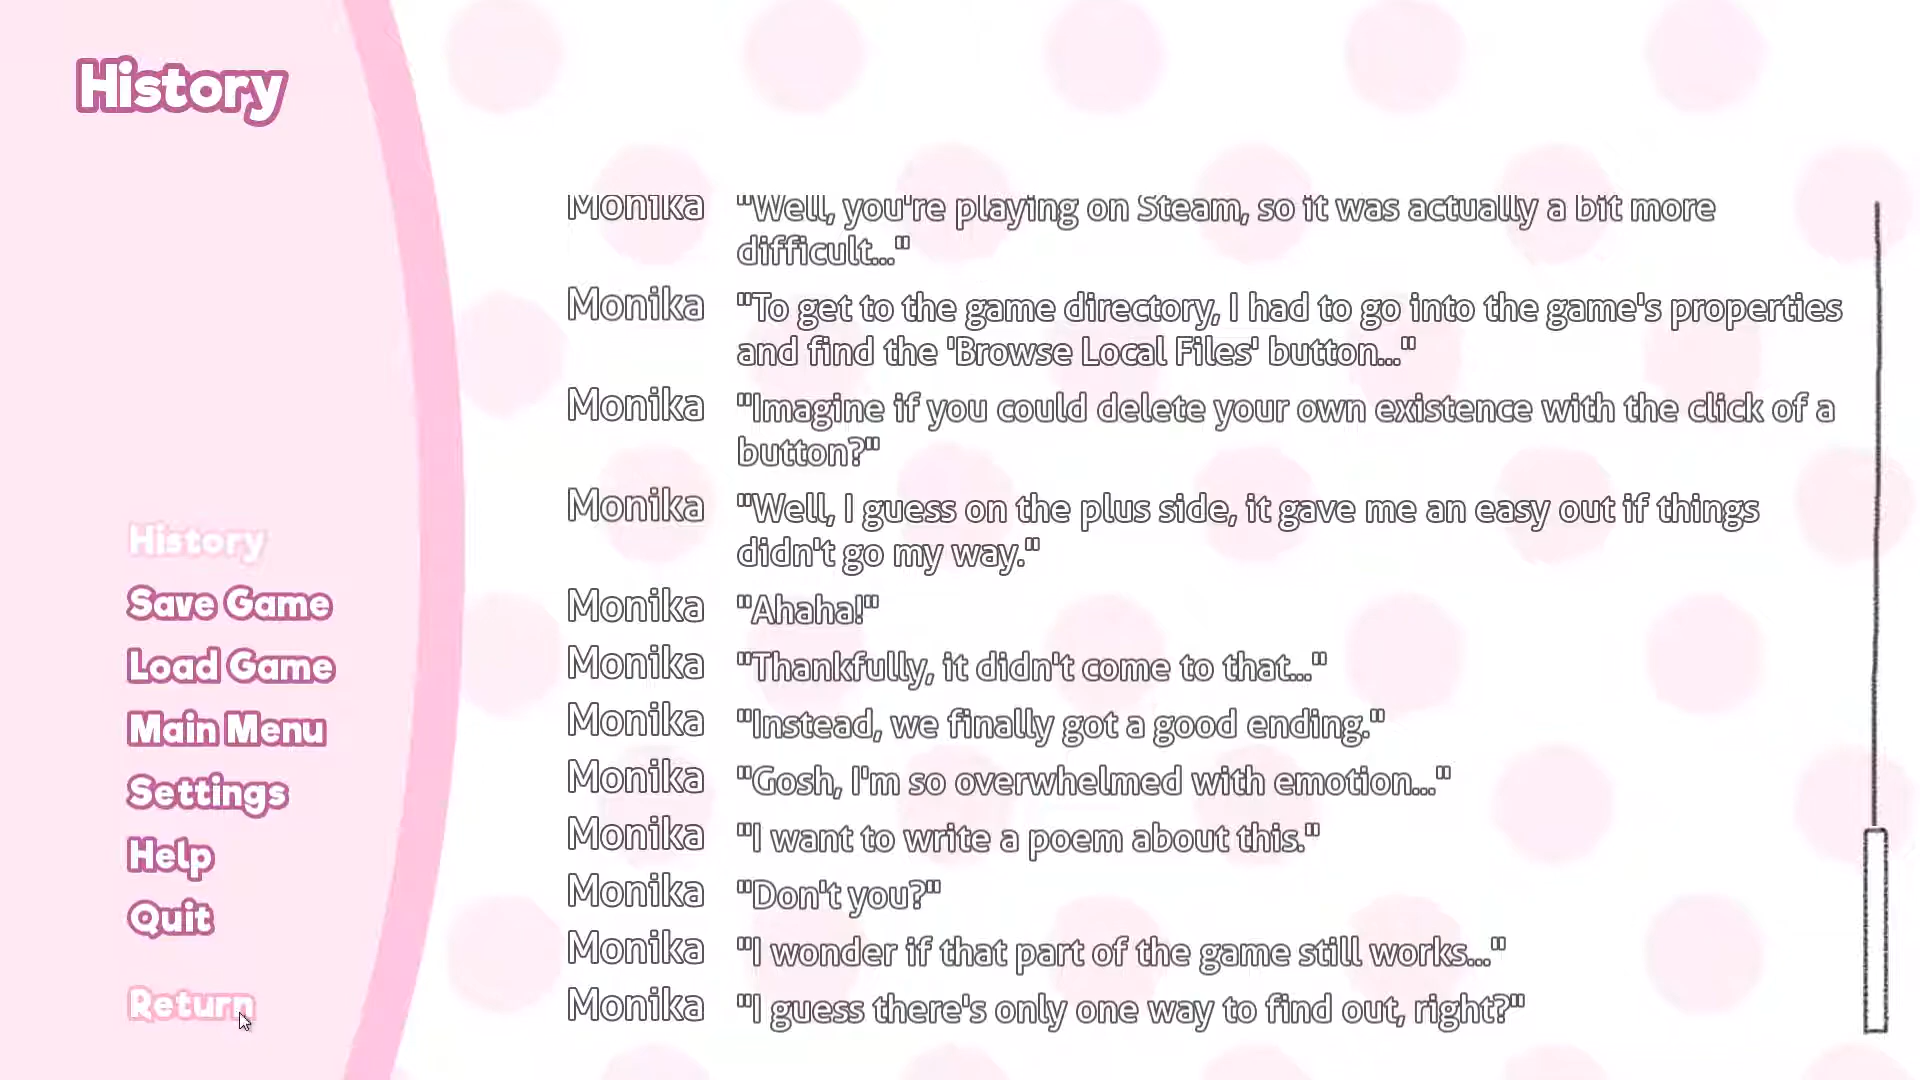 History
Monika "Well, you're playing on Steam, so it was actually a bit more
difficult..."
Monika "To get to the game directory, I had to go into the game's properties
and find the 'Browse Local Files' button..."
Monika "Imagine if you could delete your own existence with the click of a
button?"
Monika "Well, I guess on the plus side, it gave me an easy out if things
didn't go my way."
Monika "Ahaha!"
Monika "Thankfully, it didn't come to that..."
Monika "Instead, we finally got a good ending."
Monika "Gosh, I'm so overwhelmed with emotion..."
Monika "I want to write a poem about this."
Monika "Don't you?"
Monika "I wonder if that part of the game still works..."
Monika "I guess there's only one way to find out, right?"
History
Save Game
Load Game
Main Menu
Settings
Help
Quit
Return